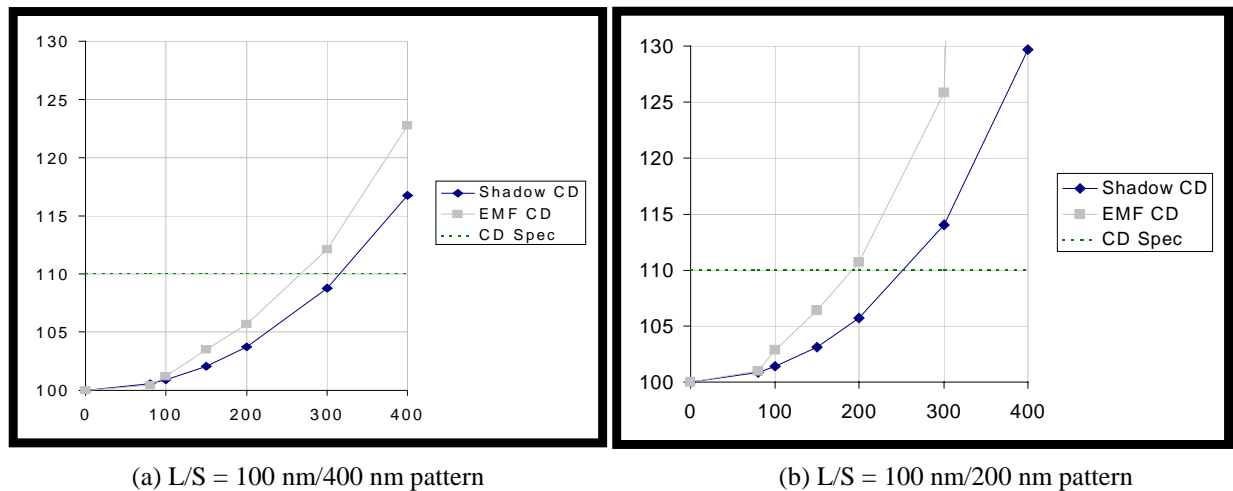 130
125
120
115
110
105
100
0 100 200 300 400
Shadow CD
EMF CD
CD Spec
(a) L/S = 100 nm/400 nm pattern
130
125
120
115
110
105
100
0 100 200 300 400
Shadow CD
EMF CD
CD Spec
(b) L/S = 100 nm/200 nm pattern